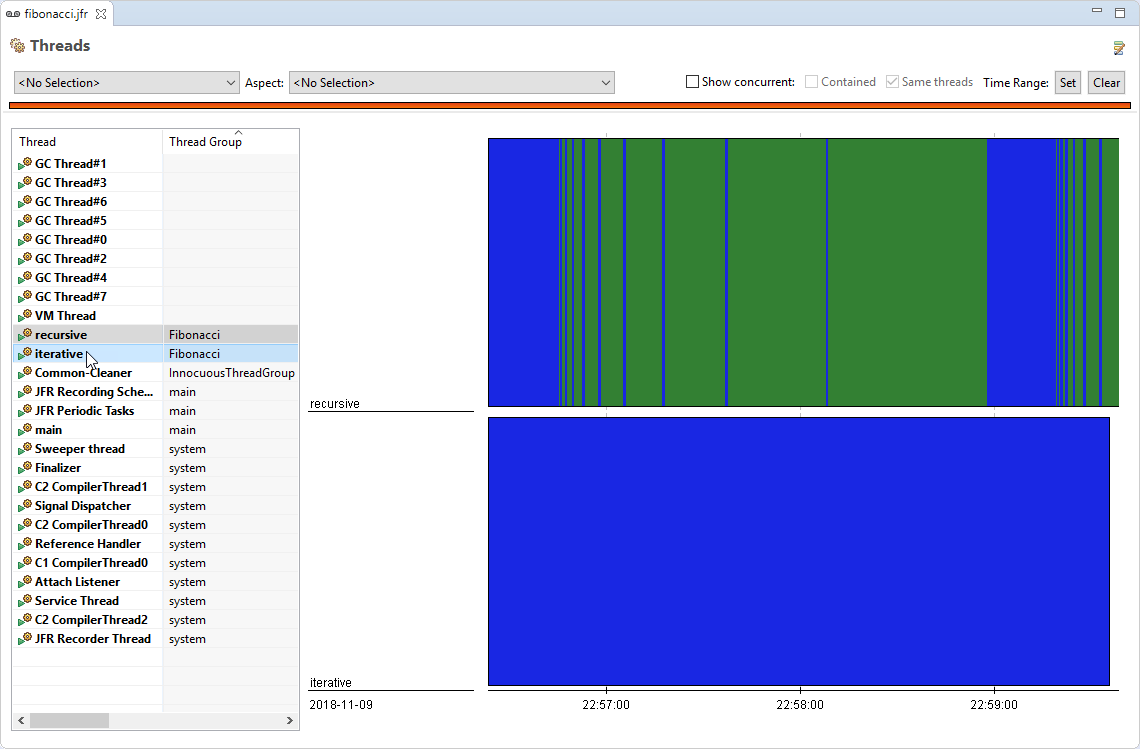 fibonacci.jfr
Threads
<No Selection> Aspect: <No Selection> Show concurrent: Contained Same threads Time Range: Set Clear
Thread Thread Group
GC Thread#1
GC Thread#3
GC Thread#6
GC Thread#5
GC Thread#0
GC Thread#2
GC Thread#4
GC Thread#7
VM Thread
recursive Fibonacci
iterative Fibonacci
Common-Cleaner InnocuousThreadGroup
JFR Recording Sche... main
JFR Periodic Tasks main
main main
Sweeper thread system
Finalizer system
C2 CompilerThread1 system
Signal Dispatcher system
C2 CompilerThread0 system
Reference Handler system
C1 CompilerThread0 system
Attach Listener system
Service Thread system
C2 CompilerThread2 system
JFR Recorder Thread system
recursive
iterative
2018-11-09 22:57:00 22:58:00 22:59:00